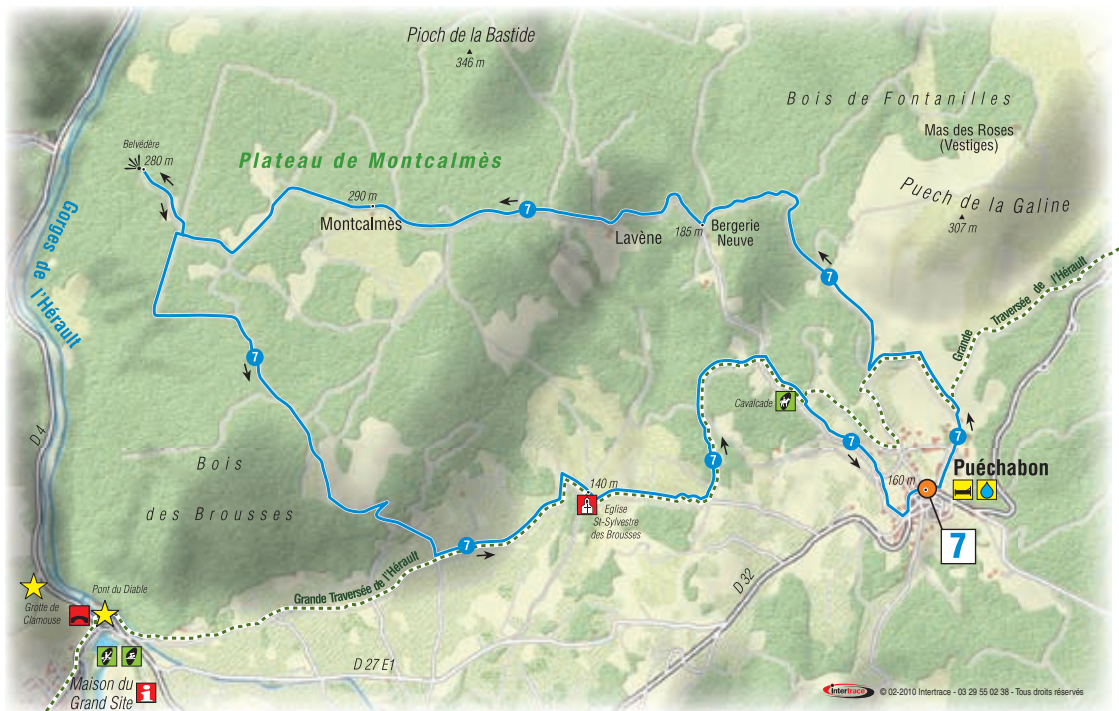 Pioch de la Bastide
346 m
Bois de Fontanilles
Mas des Roses
(Vestiges)
Belvédère
280 m
Plateau de Montcalmès
290 m
Montcalmès
7
Lavène
185 m
Bergerie
Neuve
Puech de la Galine
307 m
Gorges de
l'Hérault
7
Grande Traversée de l'Hérault
7
Cavalcade
D 4
Bois
des Brousses
7
7
7
Puéchabon
160 m
140 m
Eglise
St-Sylvestre
des Brousses
7
7
Grande Traversée de l'Hérault
D 32
Pont du Diable
Grotte de
Clamouse
D 27 E1
Maison du
Grand Site
i
intertrace
© 02-2010 Intertrace - 03 29 55 02 38 - Tous droits réservés